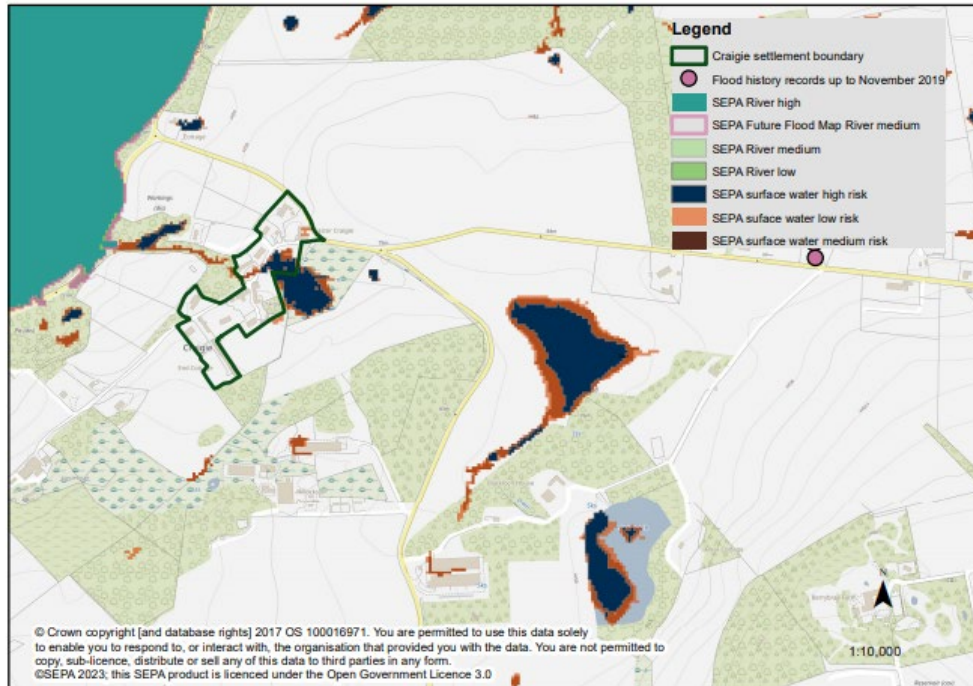 Legend
Craigie settlement boundary
Flood history records up to November 2019
SEPA River high
SEPA Future Flood Map River medium
SEPA River medium
SEPA River low
SEPA surface water high risk
SEPA suface water low risk
SEPA surface water medium risk
N
1:10,000
© Crown copyright [and database rights] 2017 OS 100016971. You are permitted to use this data solely
to enable you to respond to, or interact with, the organisation that provided you with the data. You are not permitted to
copy, sub-licence, distribute or sell any of this data to third parties in any form.
©SEPA 2023; this SEPA product is licenced under the Open Government Licence 3.0